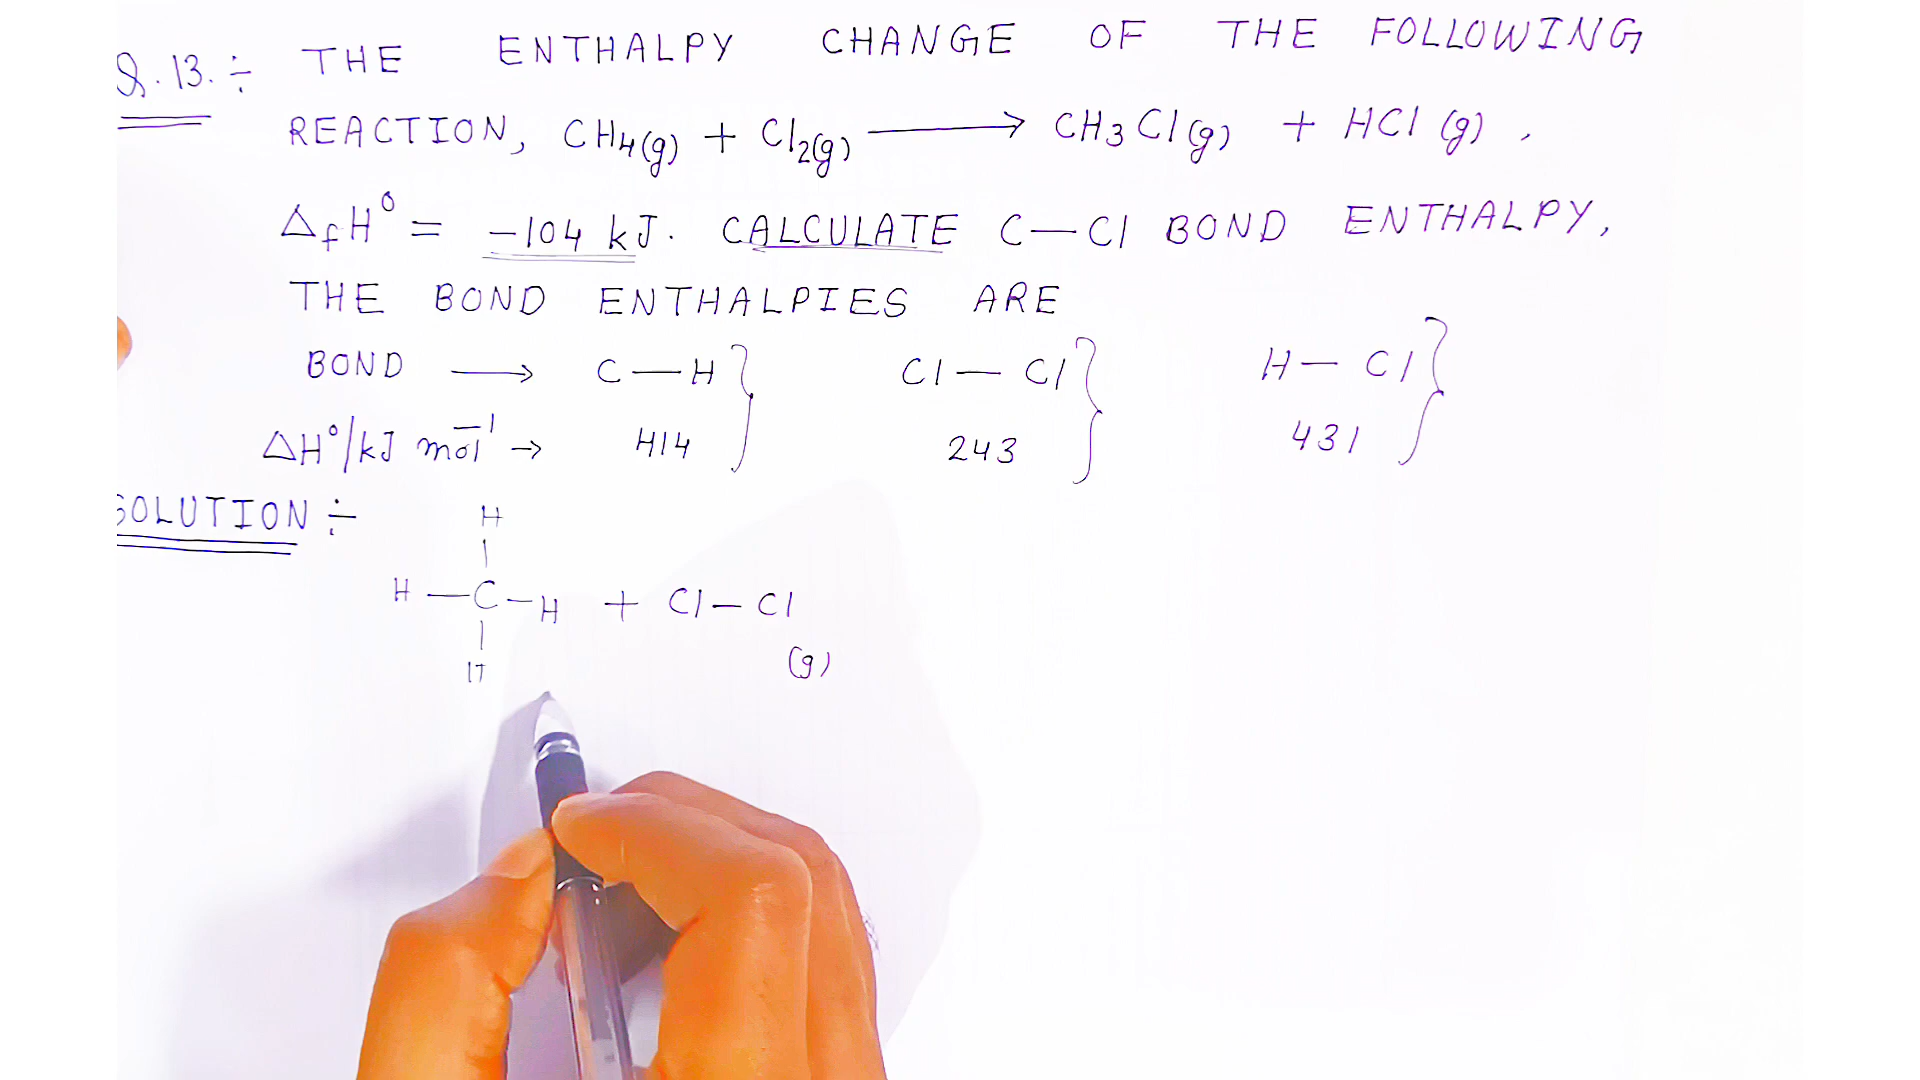 Q.13.÷ THE ENTHALPY CHANGE OF THE FOLLOWING
REACTION, CH4(g) + Cl2(g) ⟶ CH3Cl(g) + HCl(g).
ΔfH° = -104 kJ. CALCULATE C—Cl BOND ENTHALPY,
THE BOND ENTHALPIES ARE
BOND ⟶ C—H} Cl—Cl} H—Cl}
ΔH°/kJ mol⁻¹ → 414 243 431
SOLUTION÷
H
|
H—C—H + Cl—Cl
| (g)
H